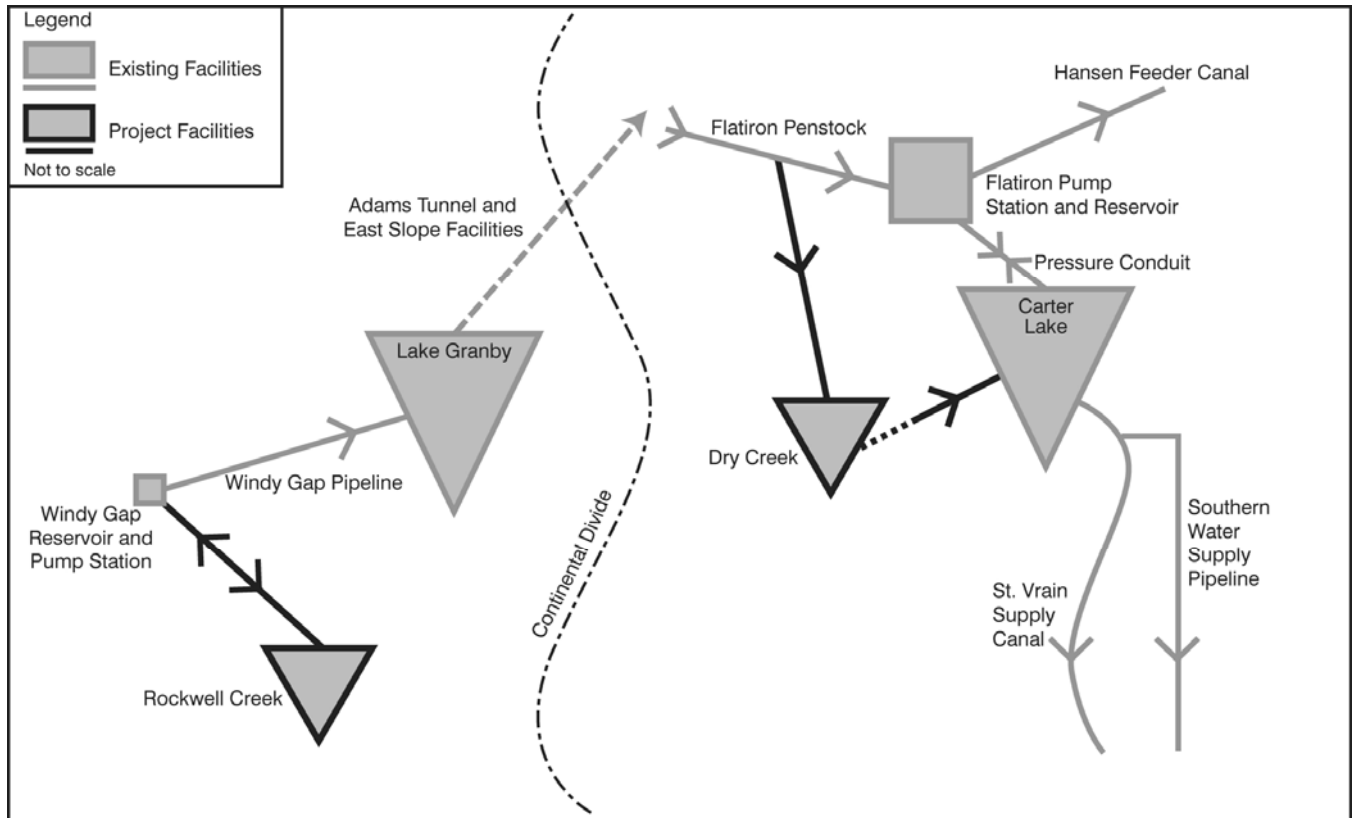 Legend
Existing Facilities
Project Facilities
Not to scale
Hansen Feeder Canal
Flatiron Penstock
Flatiron Pump
Station and Reservoir
Adams Tunnel and
East Slope Facilities
Pressure Conduit
Carter
Lake
Lake Granby
Dry Creek
Windy Gap Pipeline
Windy Gap
Reservoir and
Pump Station
Continental Divide
Southern
Water
Supply
Pipeline
St. Vrain
Supply
Canal
Rockwell Creek